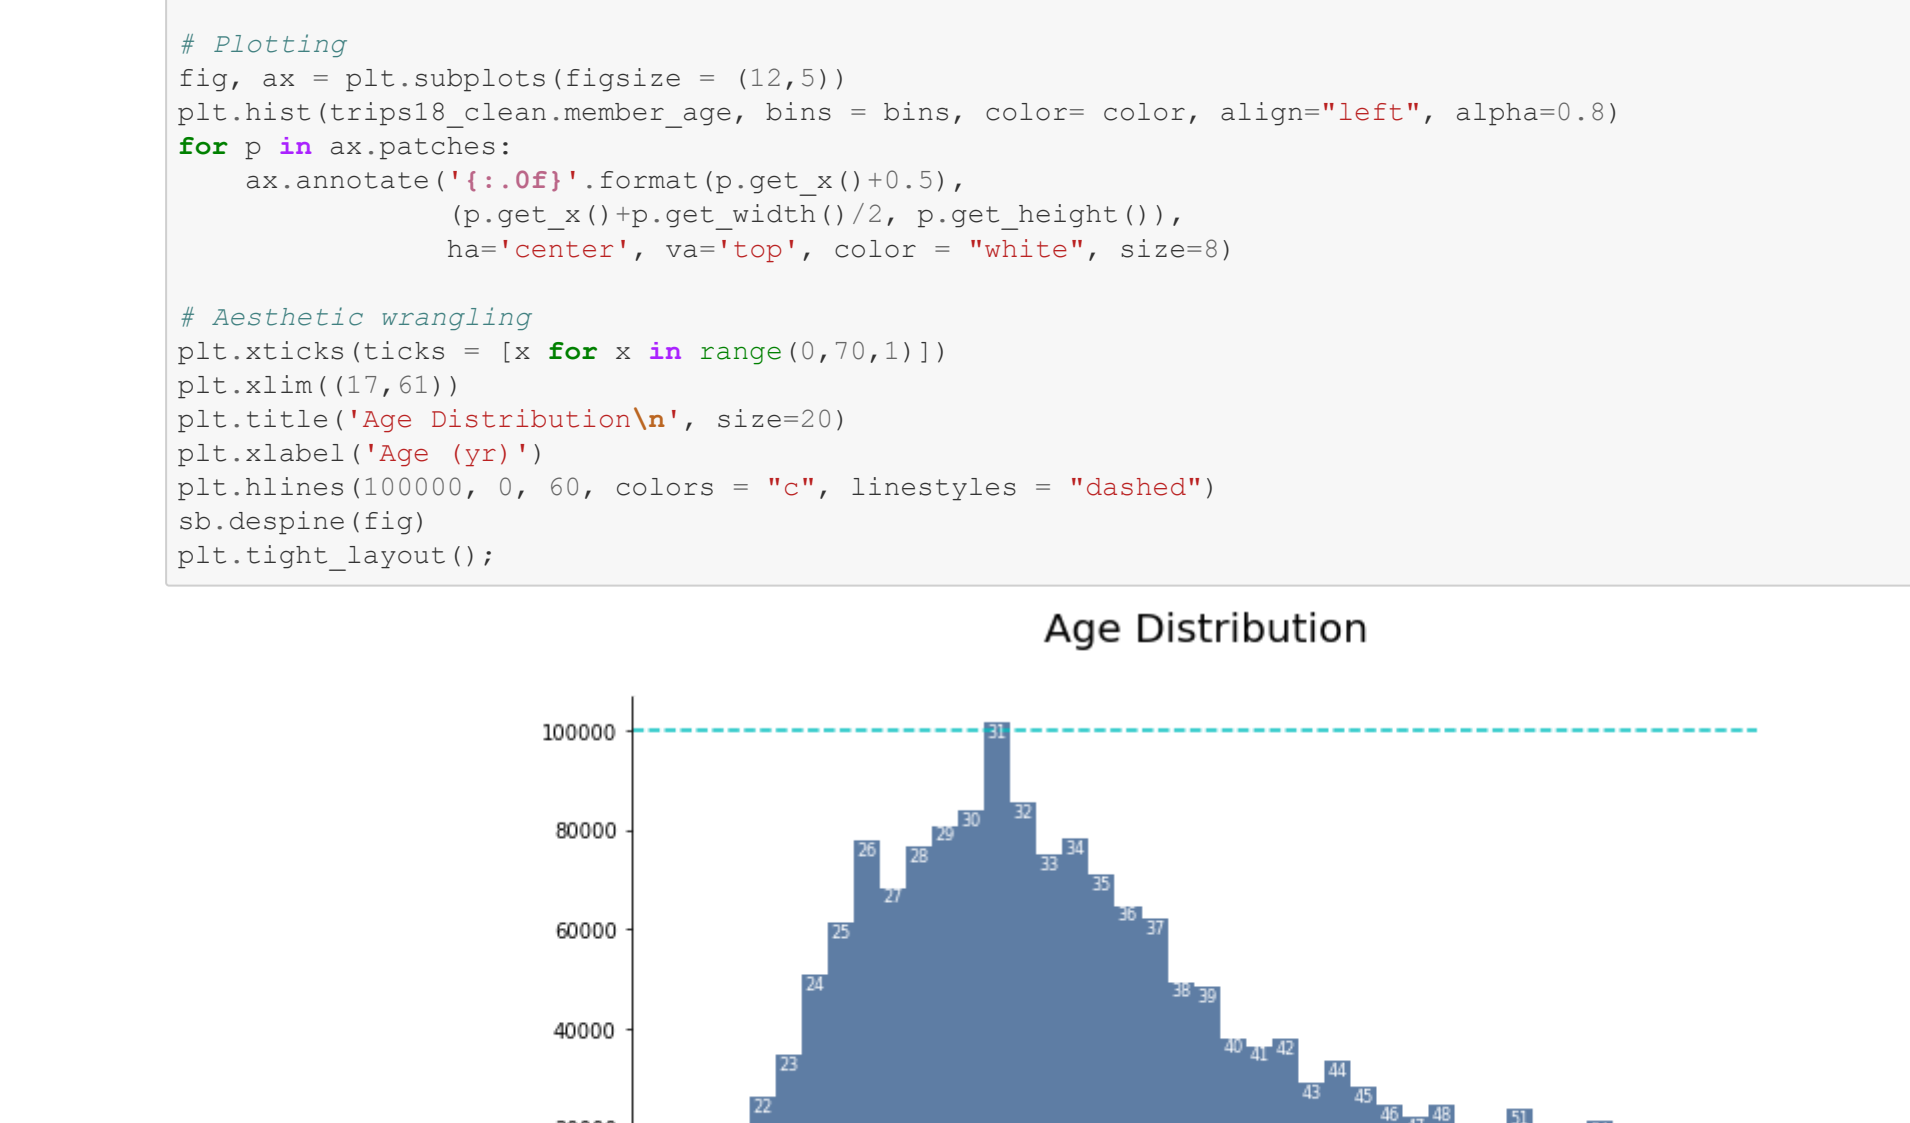 # Plotting
fig, ax = plt.subplots(figsize = (12,5))
plt.hist(trips18_clean.member_age, bins = bins, color= color, align="left", alpha=0.8)
for p in ax.patches:
    ax.annotate('{:.0f}'.format(p.get_x()+0.5),
                (p.get_x()+p.get_width()/2, p.get_height()),
                ha='center', va='top', color = "white", size=8)
# Aesthetic wrangling
plt.xticks(ticks = [x for x in range(0,70,1)])
plt.xlim((17,61))
plt.title('Age Distribution\n', size=20)
plt.xlabel('Age (yr)')
plt.hlines(100000, 0, 60, colors = "c", linestyles = "dashed")
sb.despine(fig)
plt.tight_layout();
Age Distribution
100000
31
80000
30
32
29
26
28
34
33
27
35
60000
36
37
25
24
38
39
40000
40
41
42
23
44
43
45
22
46
48
51